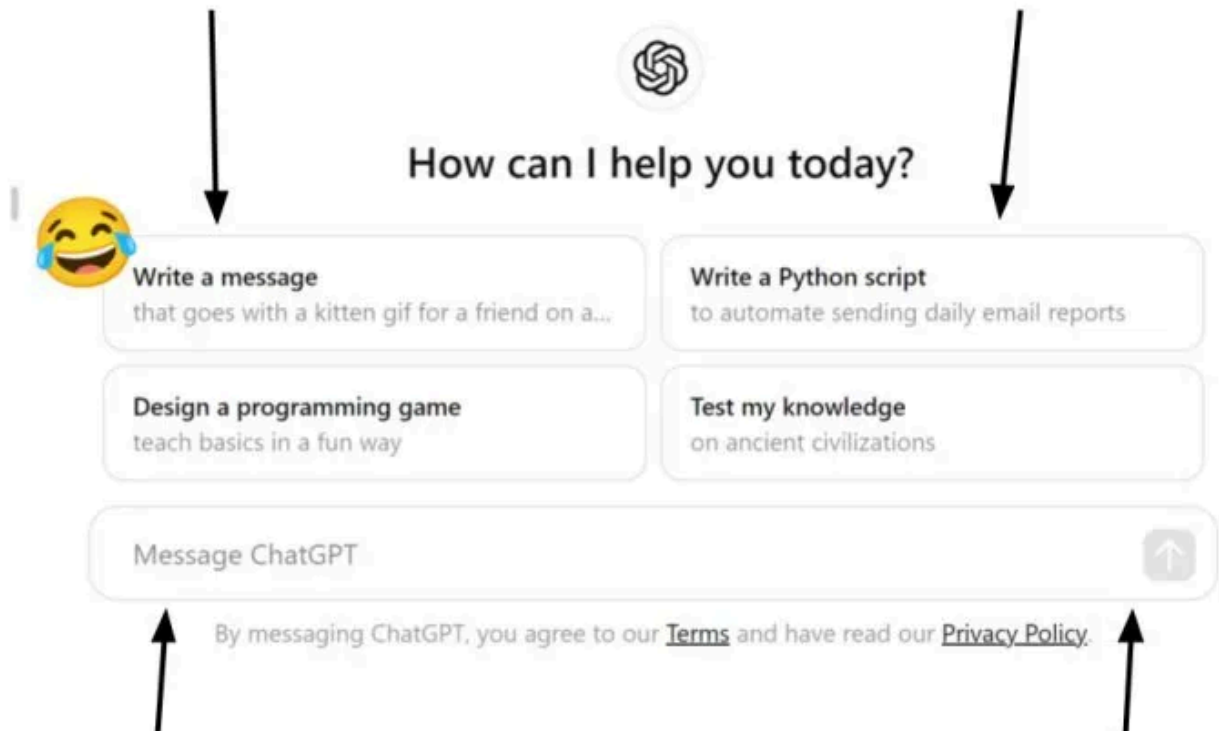 How can I help you today?
Write a message
that goes with a kitten gif for a friend on a...
Write a Python script
to automate sending daily email reports
Design a programming game
teach basics in a fun way
Test my knowledge
on ancient civilizations
Message ChatGPT
By messaging ChatGPT, you agree to our Terms and have read our Privacy Policy.